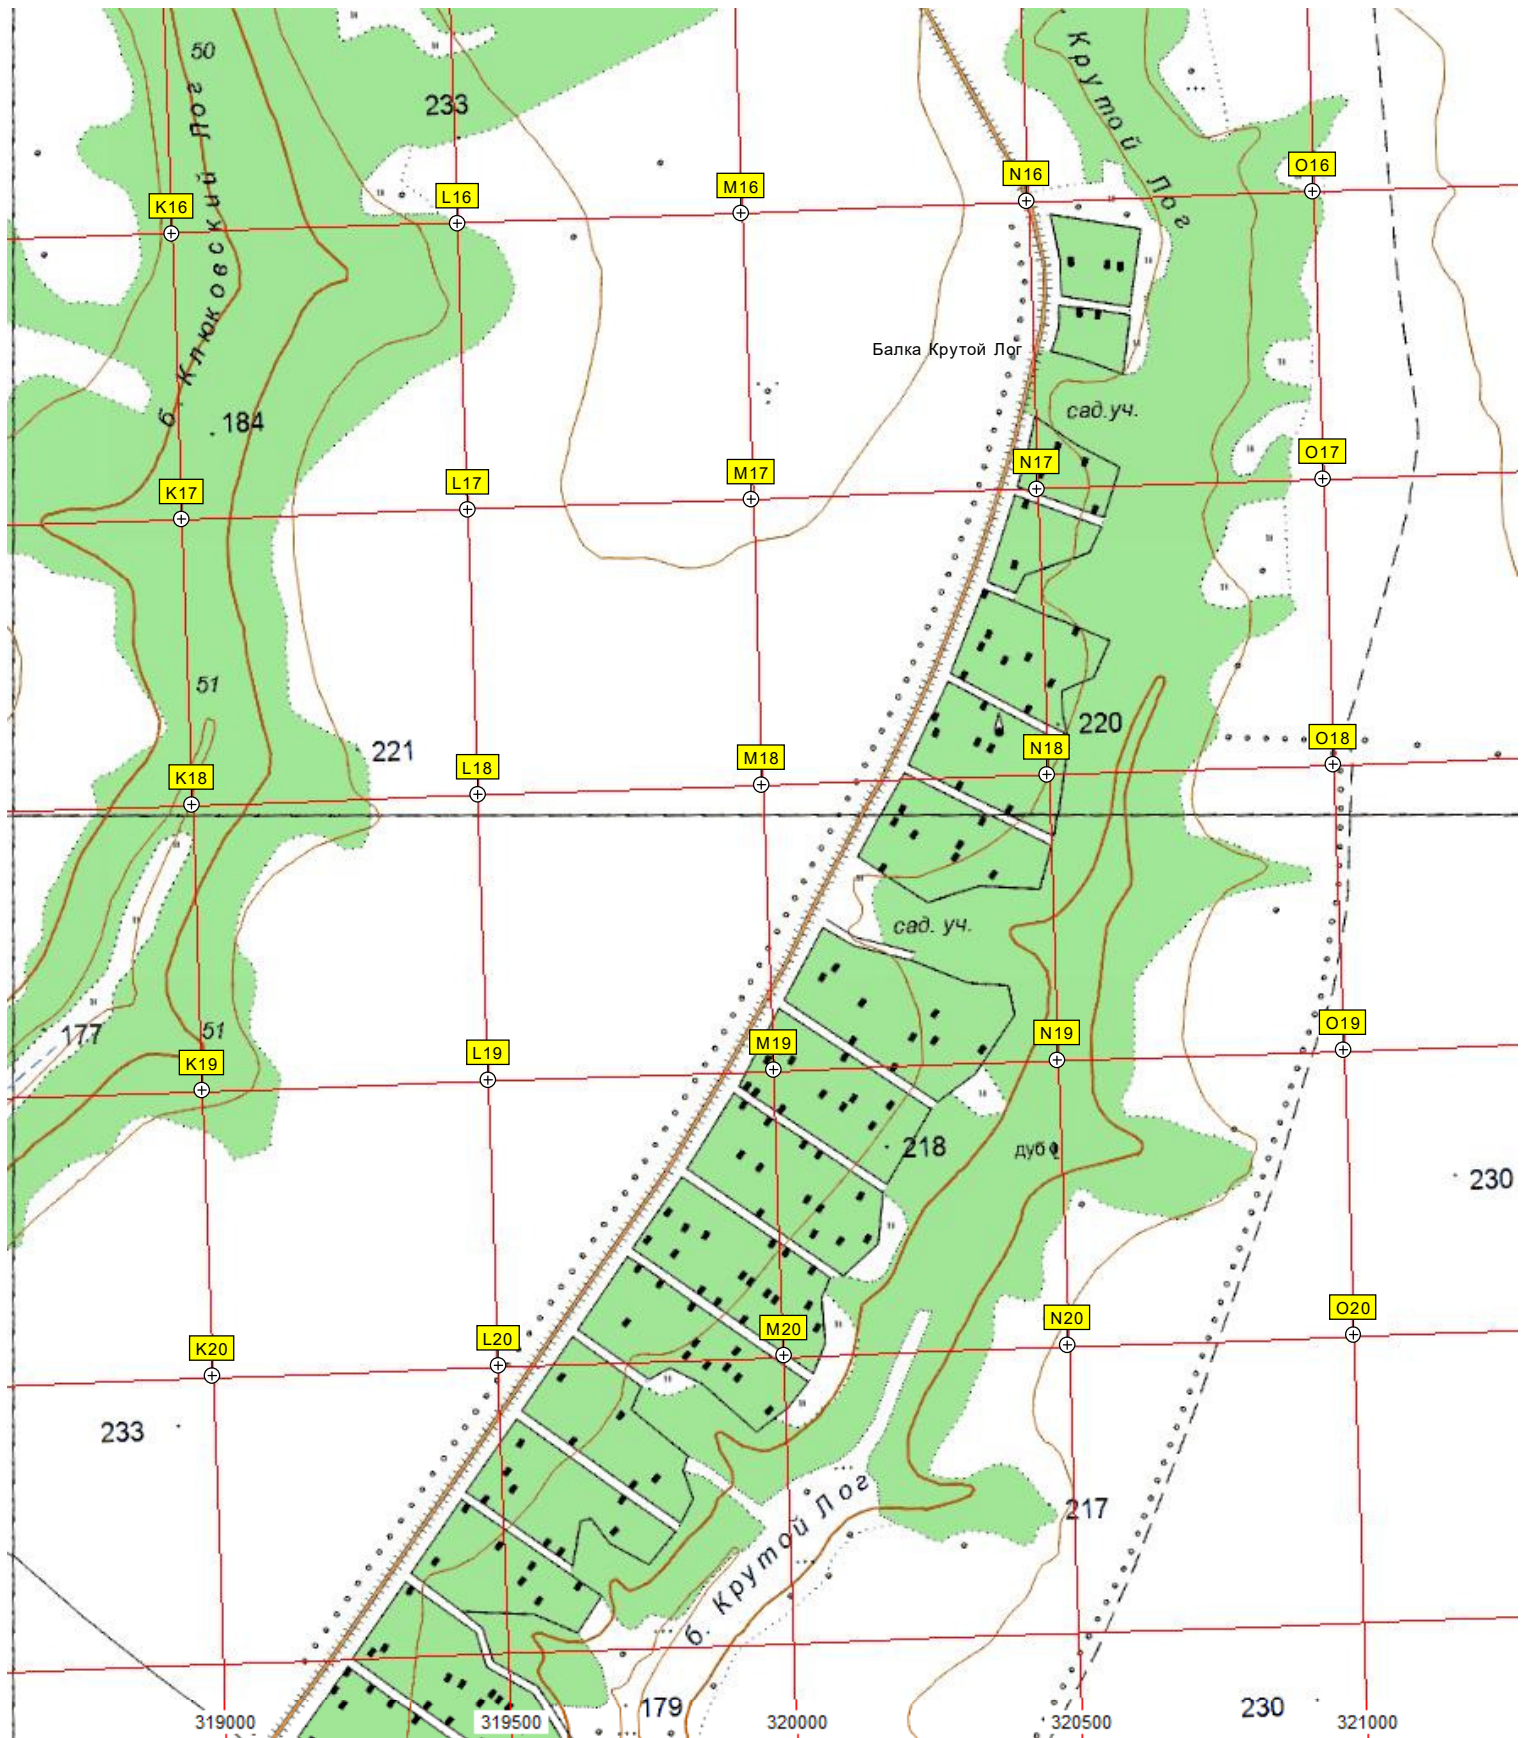 50
233
б. Клюковский Лог
Крутой Лог
K16
L16
M16
N16
O16
Балка Крутой Лог
184
сад.уч.
K17
L17
M17
N17
O17
51
221
220
K18
L18
M18
N18
O18
сад. уч.
177
51
K19
L19
M19
N19
O19
218
дуб
230
K20
L20
M20
N20
O20
233
217
б. Крутой Лог
179
230
319000
319500
320000
320500
321000